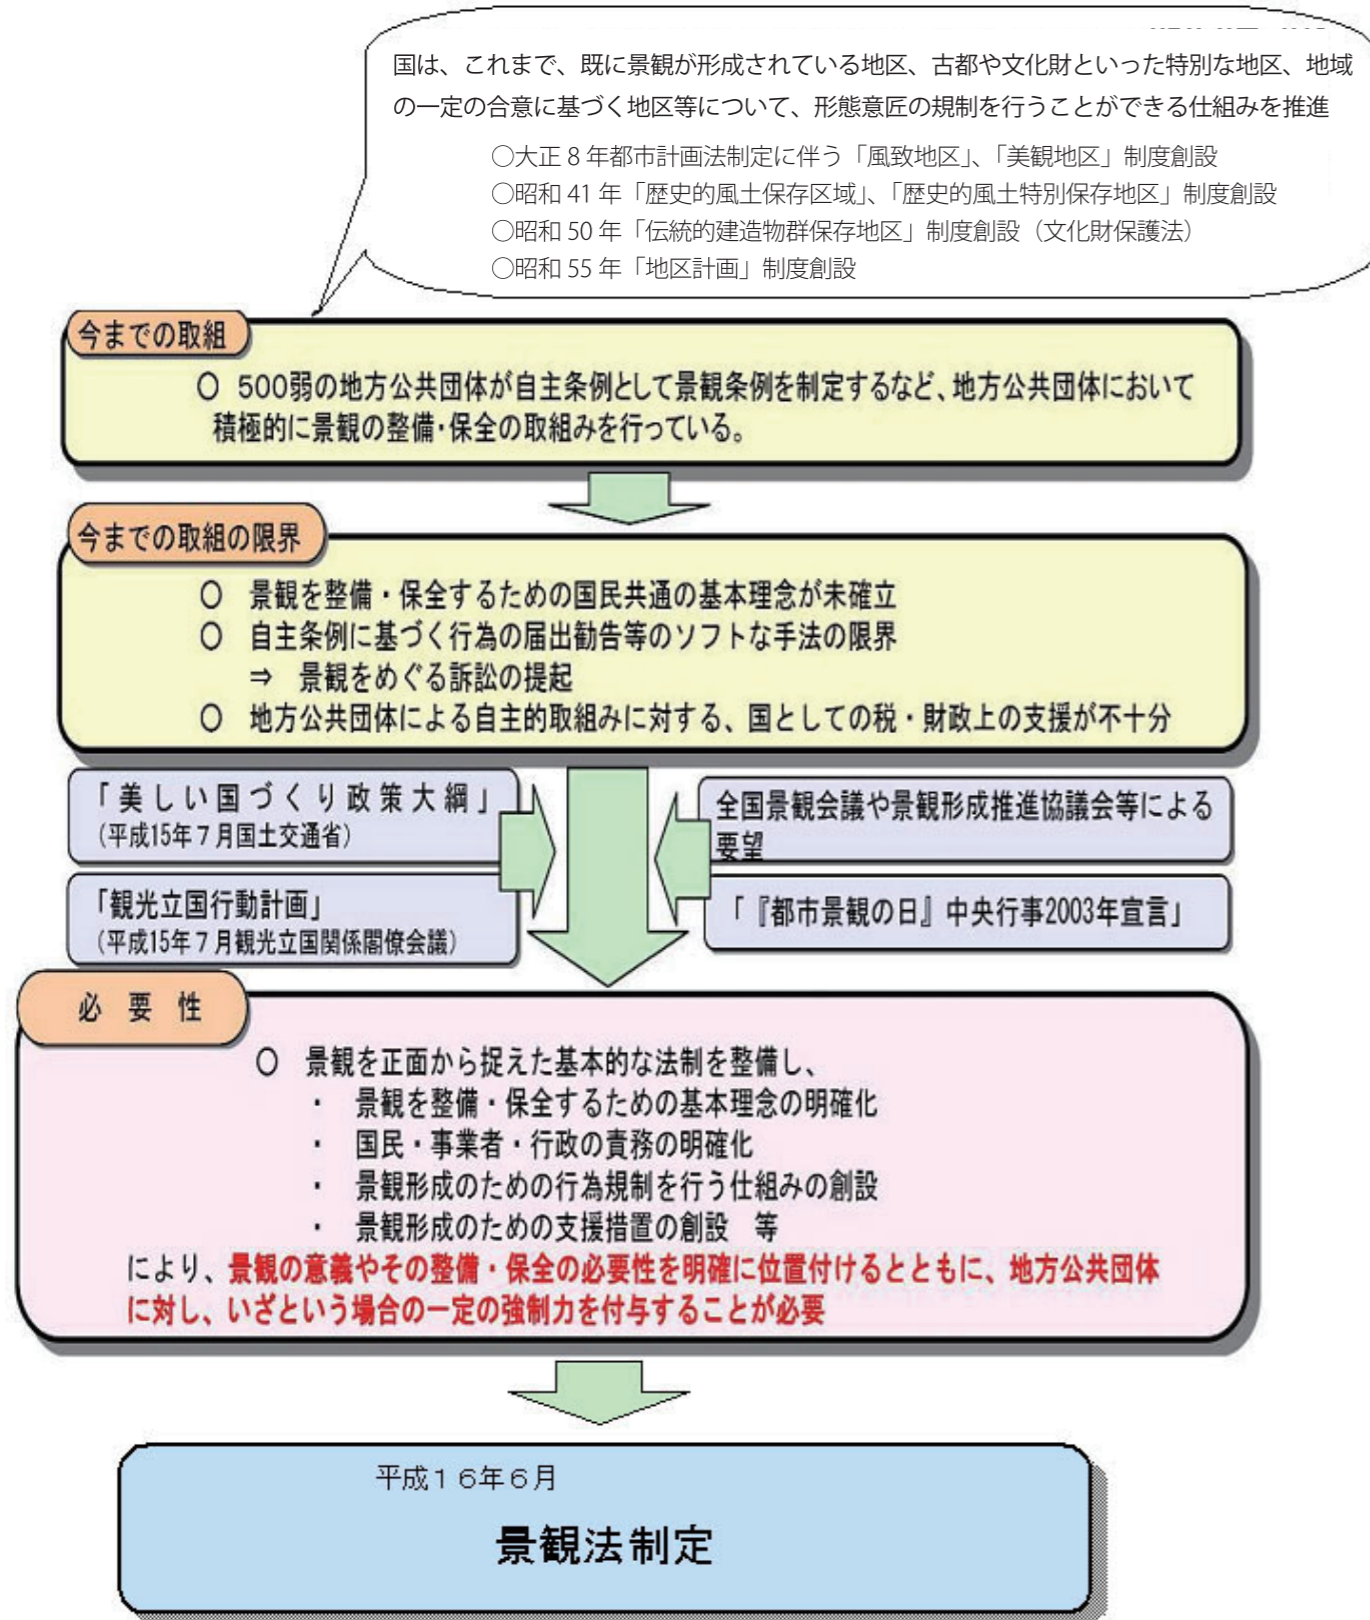 国は、これまで、既に景観が形成されている地区、古都や文化財といった特別な地区、地域
の一定の合意に基づく地区等について、形態意匠の規制を行うことができる仕組みを推進
○大正 8 年都市計画法制定に伴う「風致地区」、「美観地区」制度創設
○昭和 41 年「歴史的風土保存区域」、「歴史的風土特別保存地区」制度創設
○昭和 50 年「伝統的建造物群保存地区」制度創設（文化財保護法）
○昭和 55 年「地区計画」制度創設
今までの取組
○ 500弱の地方公共団体が自主条例として景観条例を制定するなど、地方公共団体において
積極的に景観の整備・保全の取組みを行っている。
今までの取組の限界
○ 景観を整備・保全するための国民共通の基本理念が未確立
○ 自主条例に基づく行為の届出勧告等のソフトな手法の限界
⇒ 景観をめぐる訴訟の提起
○ 地方公共団体による自主的取組みに対する、国としての税・財政上の支援が不十分
「美しい国づくり政策大綱」
（平成15年７月国土交通省）
全国景観会議や景観形成推進協議会等による
要望
「観光立国行動計画」
（平成15年７月観光立国関係閣僚会議）
「『都市景観の日』中央行事2003年宣言」
必 要 性
○ 景観を正面から捉えた基本的な法制を整備し、
・ 景観を整備・保全するための基本理念の明確化
・ 国民・事業者・行政の責務の明確化
・ 景観形成のための行為規制を行う仕組みの創設
・ 景観形成のための支援措置の創設 等
により、景観の意義やその整備・保全の必要性を明確に位置付けるとともに、地方公共団体
に対し、いざという場合の一定の強制力を付与することが必要
平成１６年６月
景観法制定